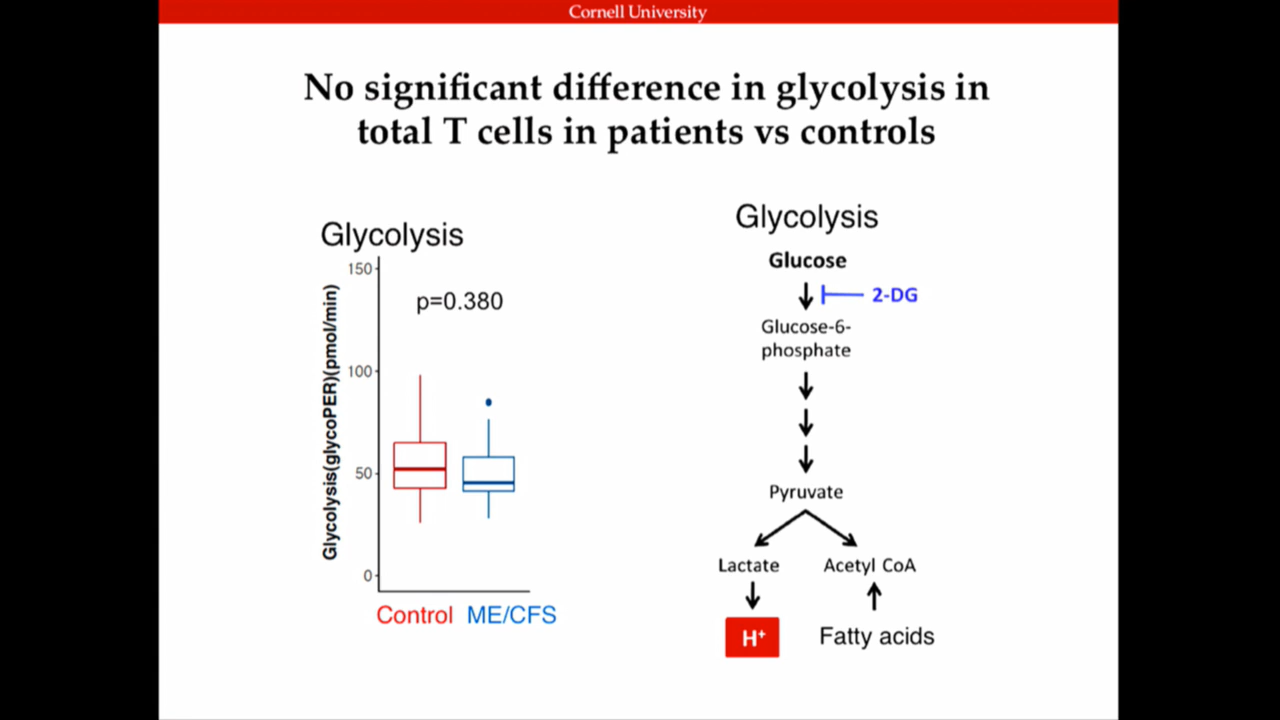 Cornell University
No significant difference in glycolysis in
total T cells in patients vs controls
Glycolysis
150
100
50
0
Glycolysis(glycoPER)(pmol/min)
p=0.380
Control
ME/CFS
Glycolysis
Glucose
2-DG
Glucose-6-
phosphate
Pyruvate
Lactate
Acetyl CoA
H⁺
Fatty acids